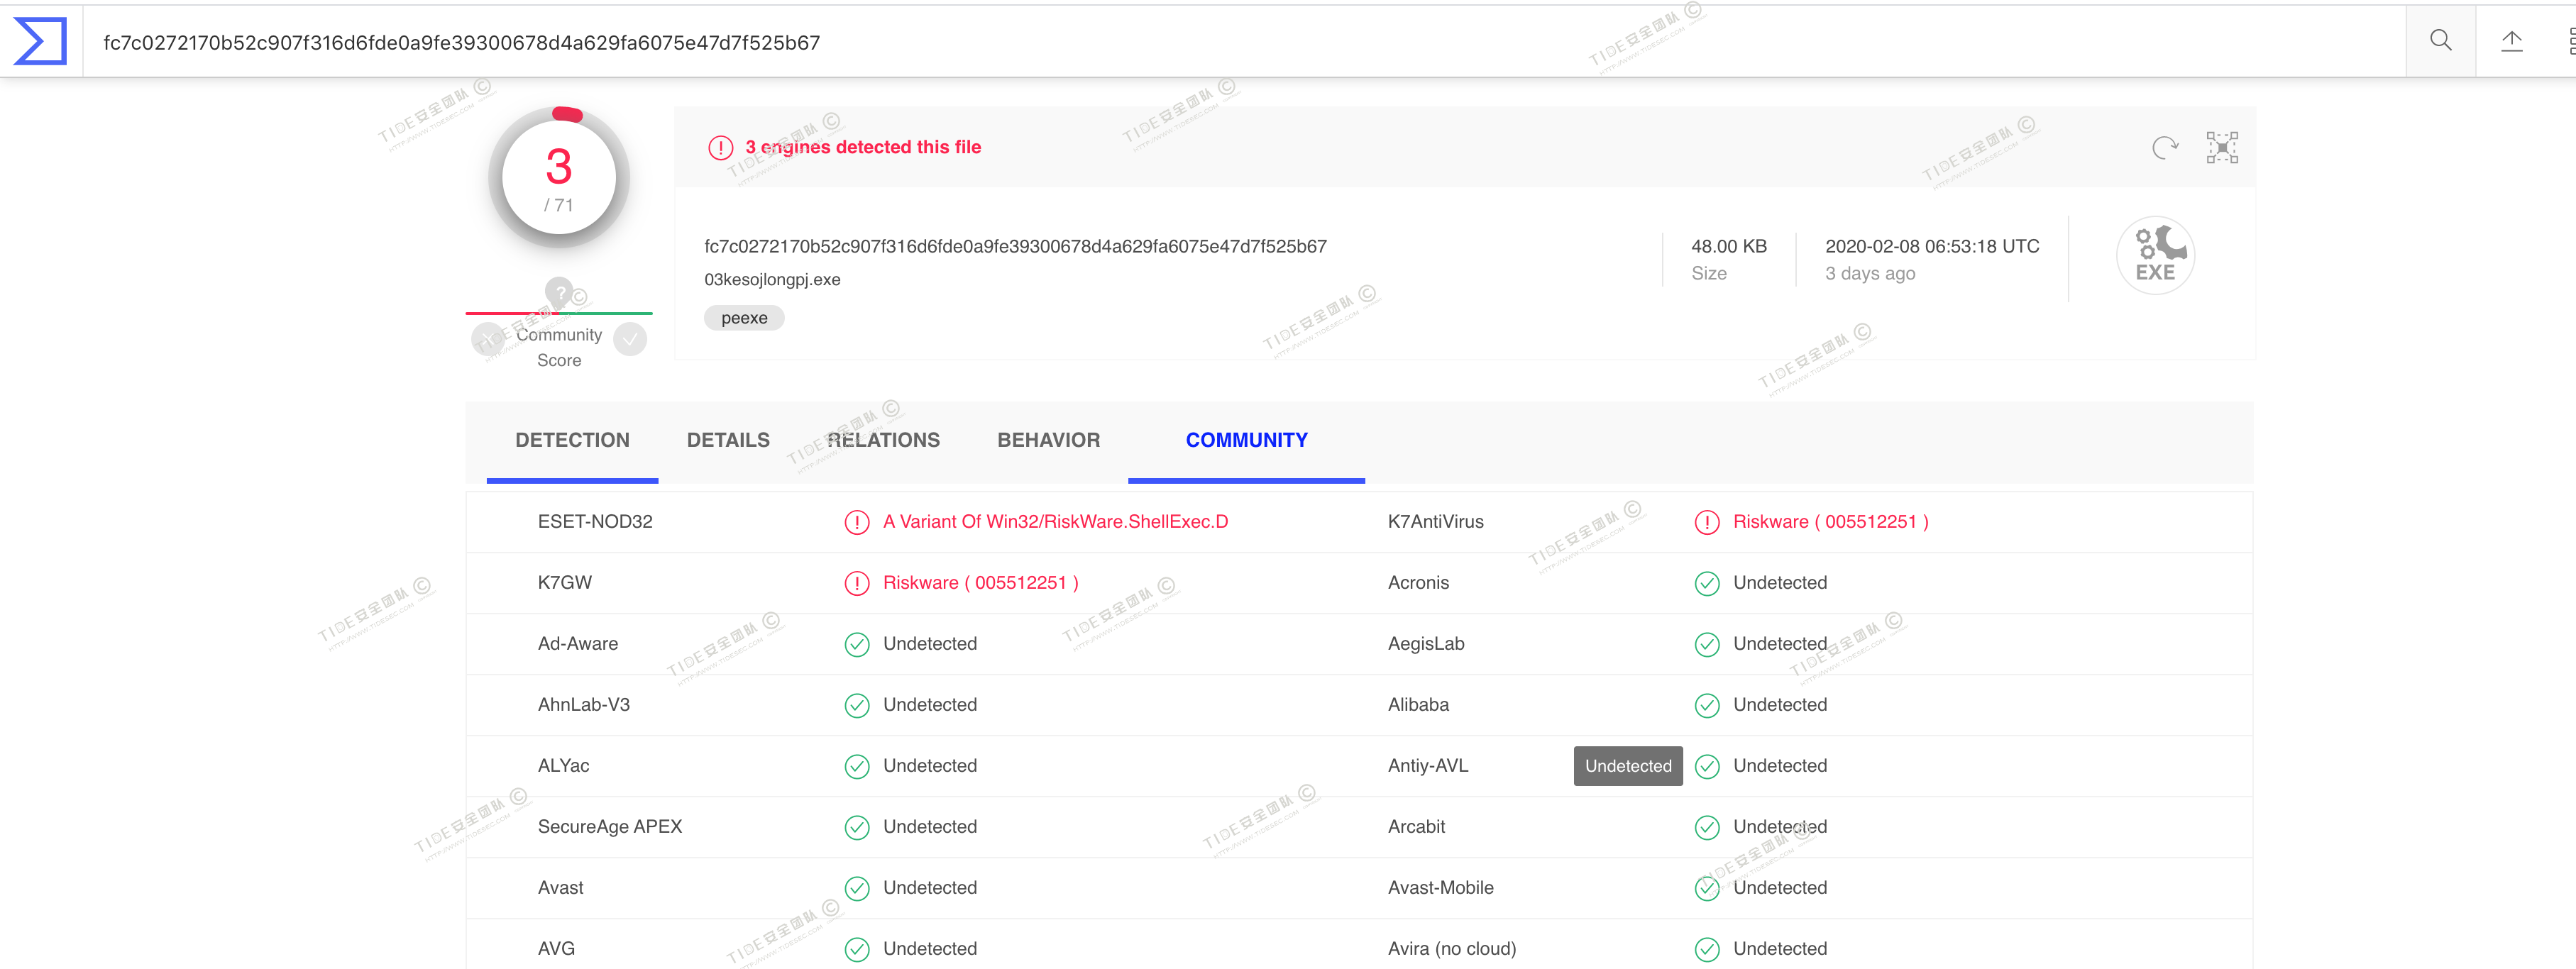 fc7c0272170b52c907f316d6fde0a9fe39300678d4a629fa6075e47d7f525b67
3
/ 71
3 engines detected this file
fc7c0272170b52c907f316d6fde0a9fe39300678d4a629fa6075e47d7f525b67
03kesojlongpj.exe
peexe
48.00 KB
Size
2020-02-08 06:53:18 UTC
3 days ago
EXE
?
Community
Score
DETECTION DETAILS RELATIONS BEHAVIOR COMMUNITY
ESET-NOD32 A Variant Of Win32/RiskWare.ShellExec.D K7AntiVirus Riskware ( 005512251 )
K7GW Riskware ( 005512251 ) Acronis Undetected
Ad-Aware Undetected AegisLab Undetected
AhnLab-V3 Undetected Alibaba Undetected
ALYac Undetected Antiy-AVL Undetected Undetected
SecureAge APEX Undetected Arcabit Undetected
Avast Undetected Avast-Mobile Undetected
AVG Undetected Avira (no cloud) Undetected
TIDE安全团队 ©
HTTP://WWW.TIDESEC.COM